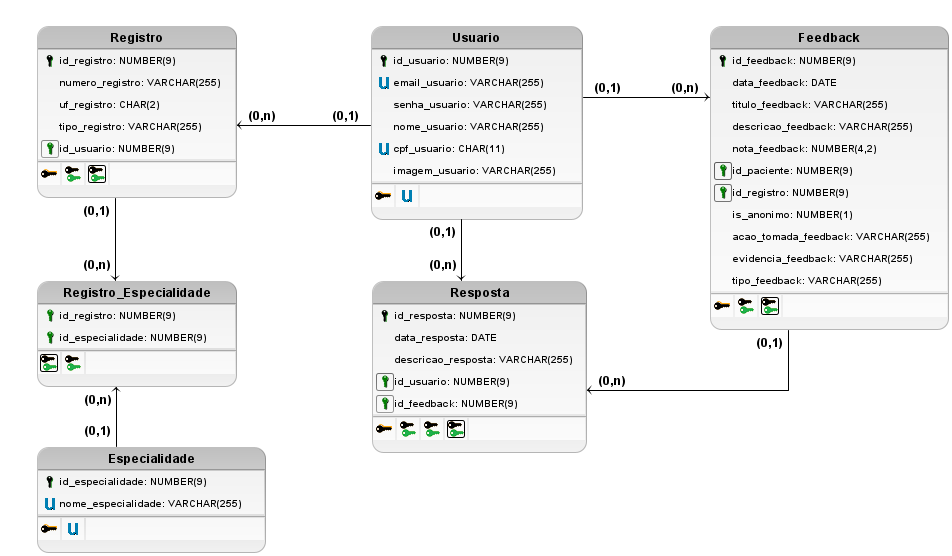 Registro
id_registro: NUMBER(9)
numero_registro: VARCHAR(255)
uf_registro: CHAR(2)
tipo_registro: VARCHAR(255)
id_usuario: NUMBER(9)
(0,n)
(0,1)
Usuario
id_usuario: NUMBER(9)
U email_usuario: VARCHAR(255)
senha_usuario: VARCHAR(255)
nome_usuario: VARCHAR(255)
U cpf_usuario: CHAR(11)
imagem_usuario: VARCHAR(255)
U
(0,1)
(0,n)
Feedback
id_feedback: NUMBER(9)
data_feedback: DATE
titulo_feedback: VARCHAR(255)
descricao_feedback: VARCHAR(255)
nota_feedback: NUMBER(4,2)
id_paciente: NUMBER(9)
id_registro: NUMBER(9)
is_anonimo: NUMBER(1)
acao_tomada_feedback: VARCHAR(255)
evidencia_feedback: VARCHAR(255)
tipo_feedback: VARCHAR(255)
(0,1)
(0,n)
Registro_Especialidade
id_registro: NUMBER(9)
id_especialidade: NUMBER(9)
(0,1)
(0,n)
Resposta
id_resposta: NUMBER(9)
data_resposta: DATE
descricao_resposta: VARCHAR(255)
id_usuario: NUMBER(9)
id_feedback: NUMBER(9)
(0,1)
(0,n)
(0,n)
(0,1)
Especialidade
id_especialidade: NUMBER(9)
U nome_especialidade: VARCHAR(255)
U